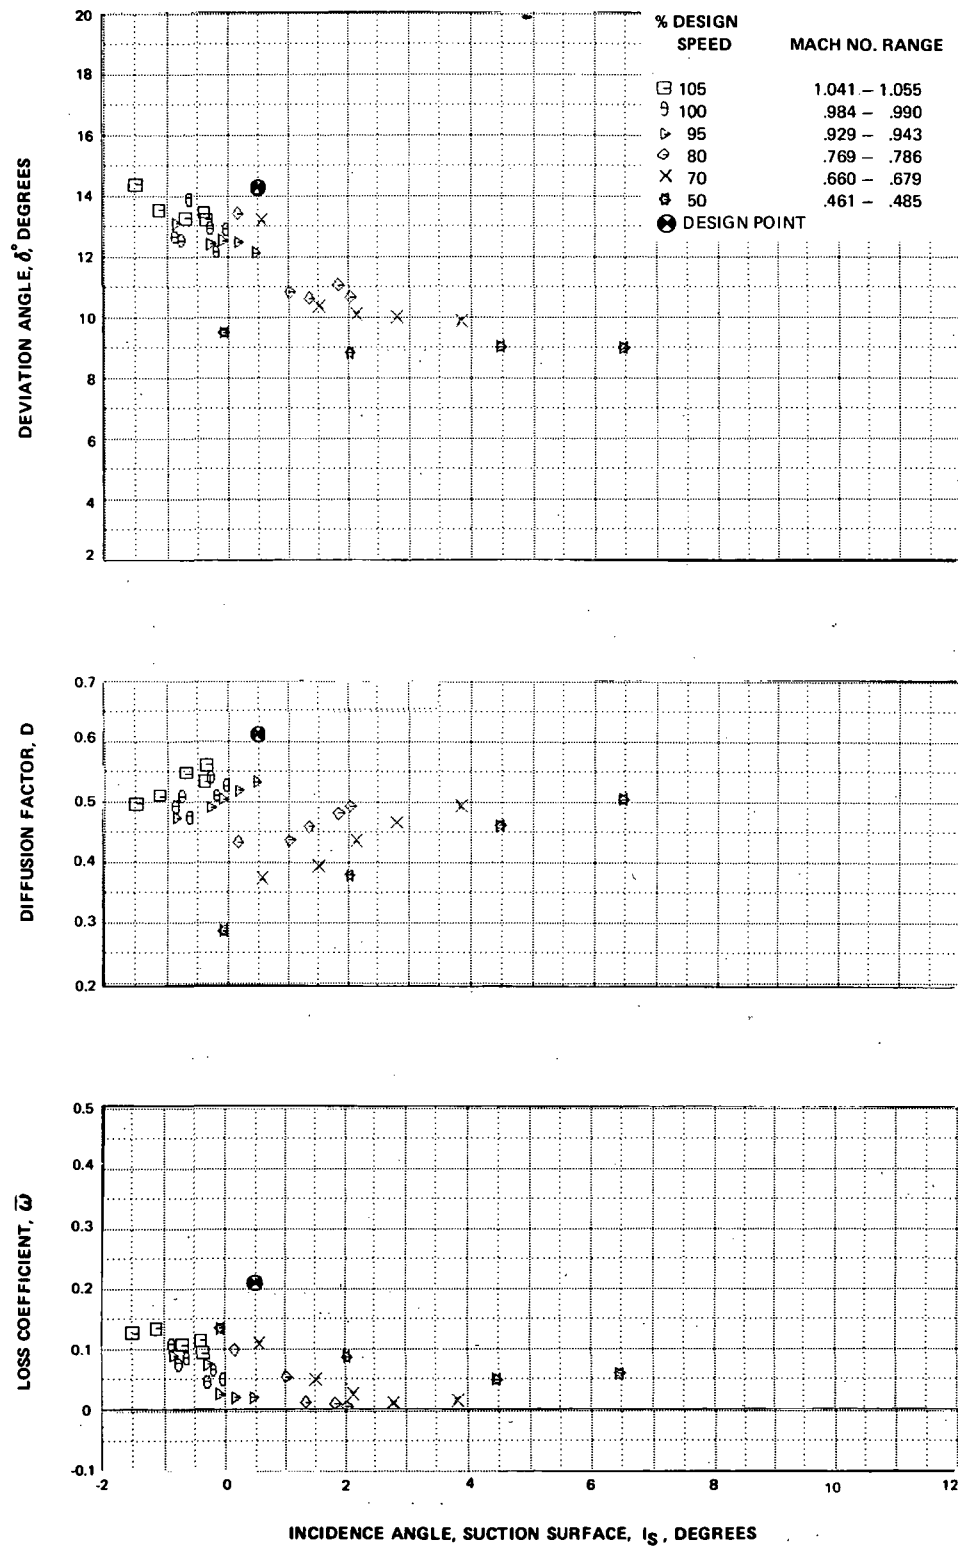 20
18
16
14
12
10
8
6
4
2
DEVIATION ANGLE, δ°, DEGREES
% DESIGN
SPEED MACH NO. RANGE
105 1.041 – 1.055
100 .984 – .990
95 .929 – .943
80 .769 – .786
70 .660 – .679
50 .461 – .485
DESIGN POINT
0.7
0.6
0.5
0.4
0.3
0.2
DIFFUSION FACTOR, D
0.5
0.4
0.3
0.2
0.1
0
-0.1
LOSS COEFFICIENT, ω̅
-2 0 2 4 6 8 10 12
INCIDENCE ANGLE, SUCTION SURFACE, IS, DEGREES